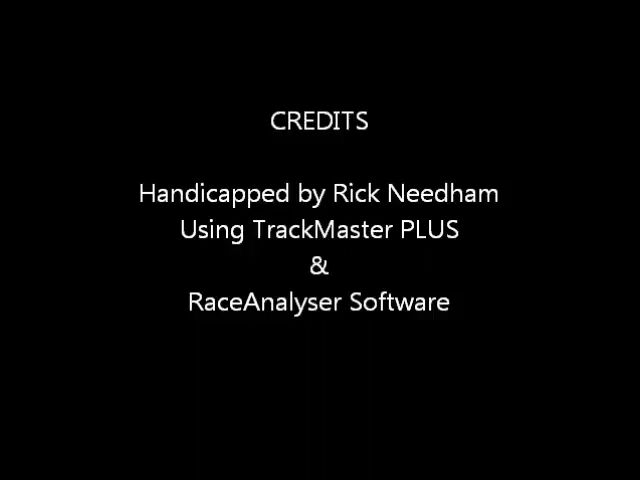 CREDITS
Handicapped by Rick Needham
Using TrackMaster PLUS
&
RaceAnalyser Software